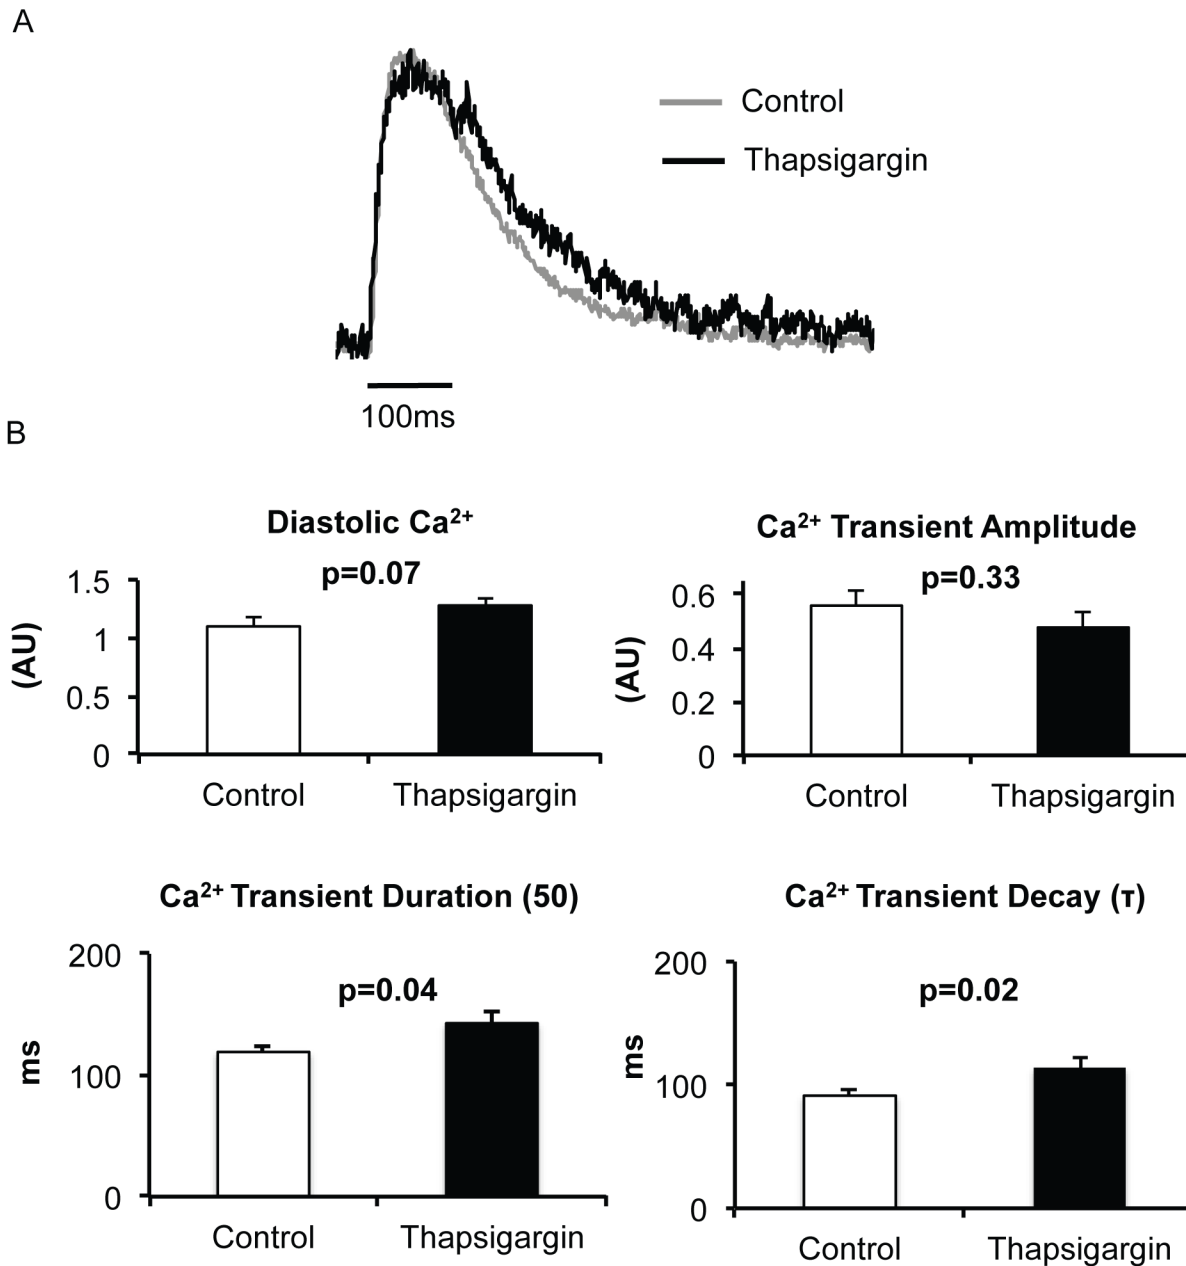 A
Control
Thapsigargin
100ms
B
Diastolic Ca²⁺
p=0.07
1.5
1
0.5
0
(AU)
Control
Thapsigargin
Ca²⁺ Transient Amplitude
p=0.33
0.6
0.4
0.2
0
(AU)
Control
Thapsigargin
Ca²⁺ Transient Duration (50)
p=0.04
200
100
0
ms
Control
Thapsigargin
Ca²⁺ Transient Decay (τ)
p=0.02
200
100
0
ms
Control
Thapsigargin